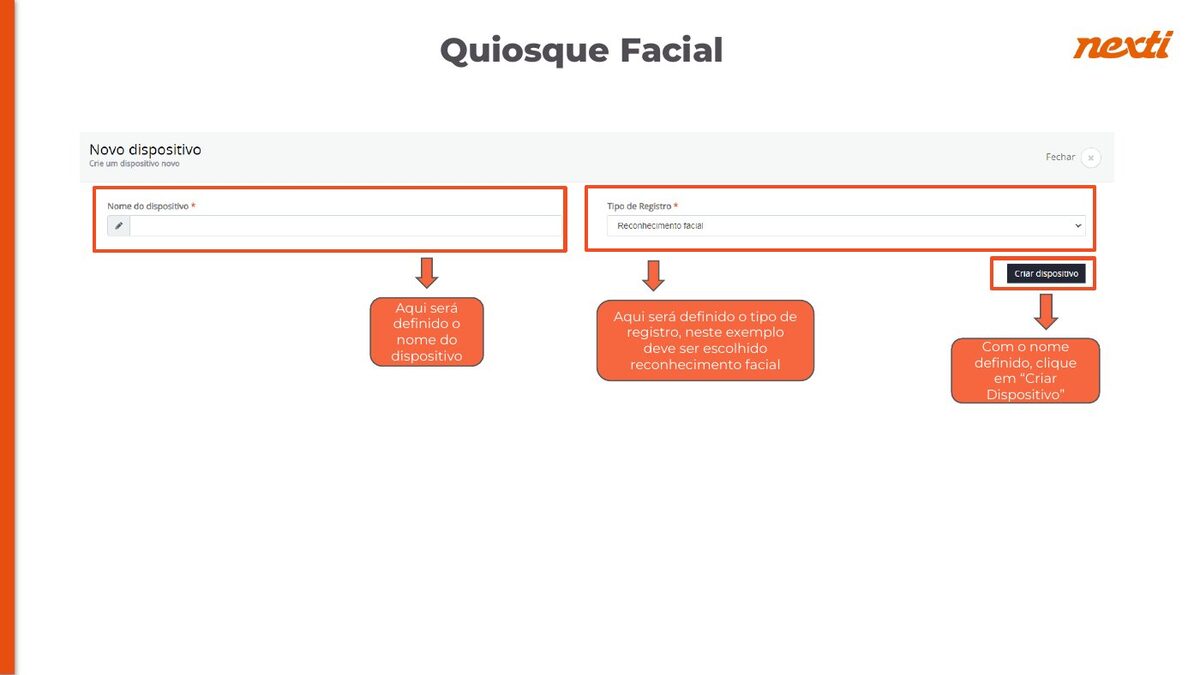 Quiosque Facial
nexti
Novo dispositivo
Crie um dispositivo novo
Fechar ×
Nome do dispositivo *
Tipo de Registro *
Reconhecimento facial
Criar dispositivo
Aqui será
definido o
nome do
dispositivo
Aqui será definido o tipo de
registro, neste exemplo
deve ser escolhido
reconhecimento facial
Com o nome
definido, clique
em “Criar
Dispositivo”